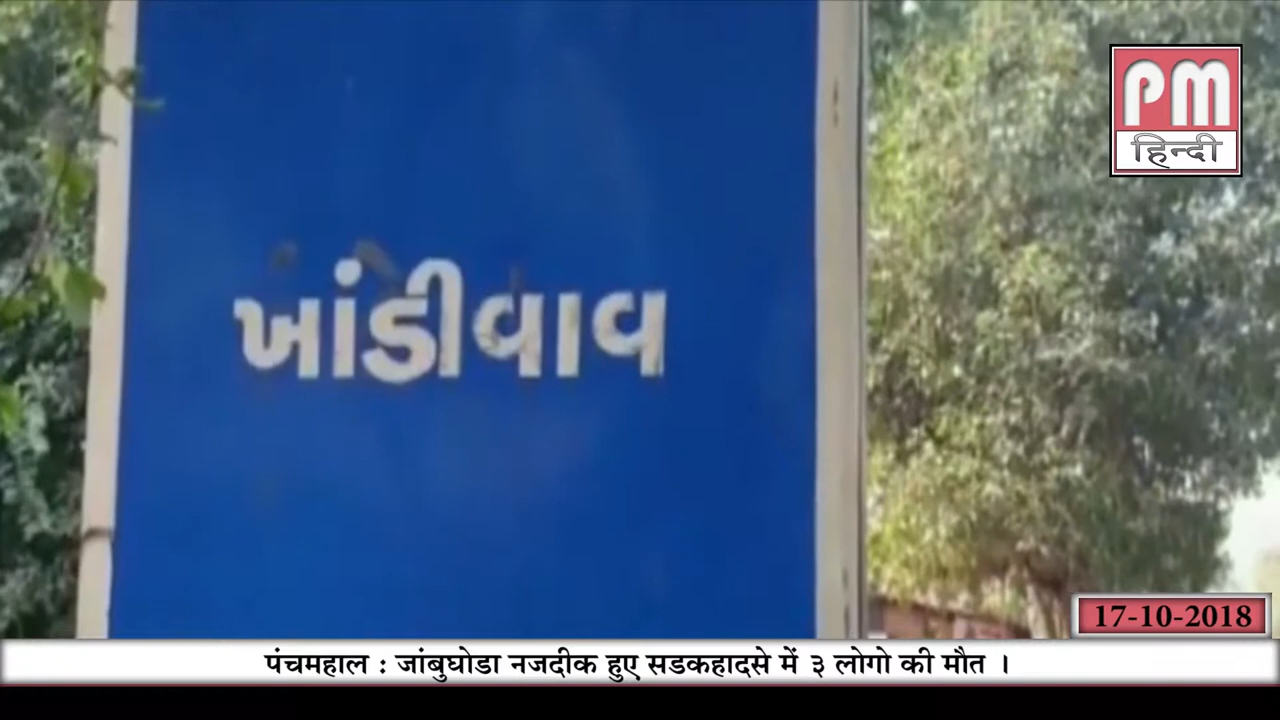 PM
हिन्दी
ખાંડીવાવ
17-10-2018
पंचमहाल : जांबुघोडा नजदीक हुए सडकहादसे में ३ लोगो की मौत ।